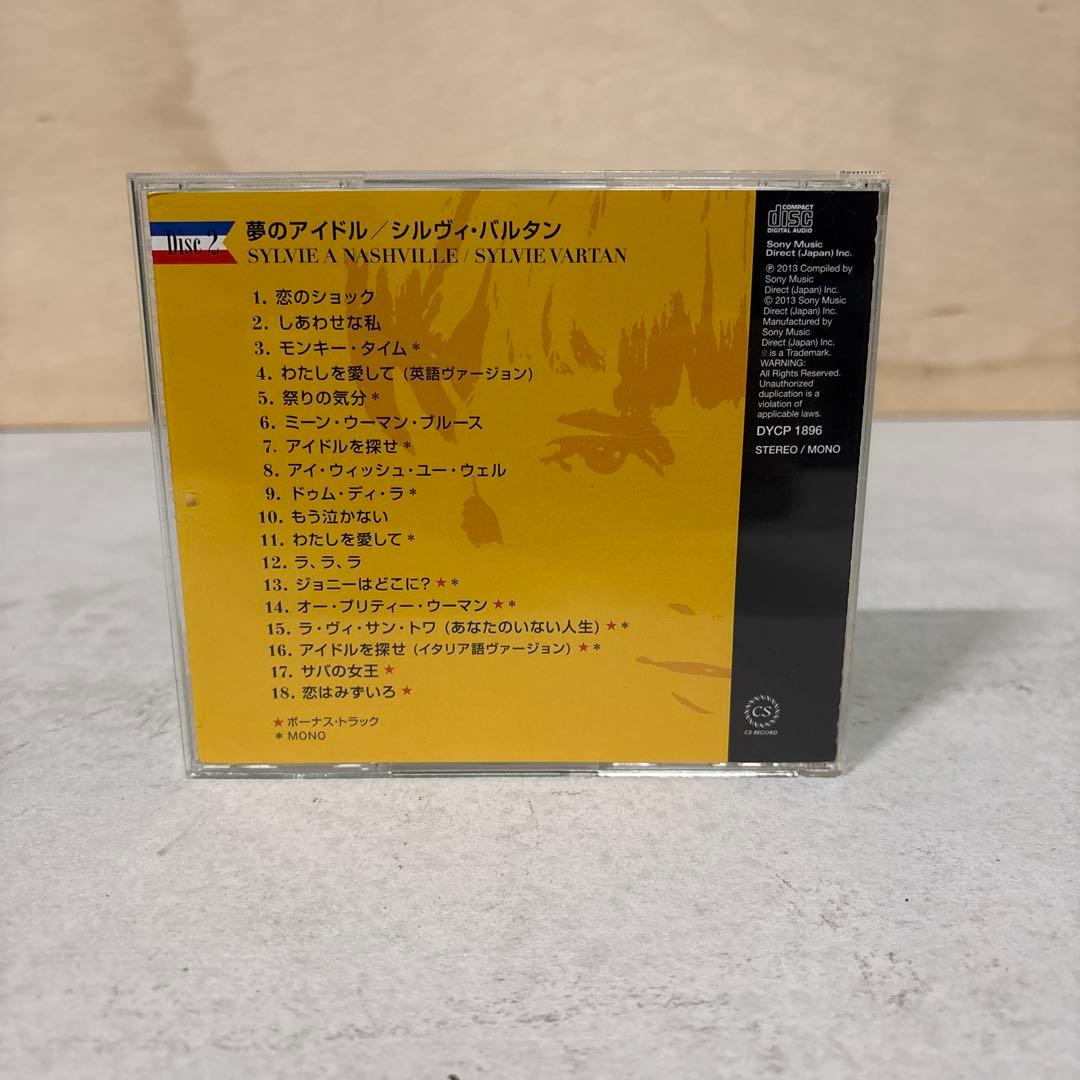 Disc 2
夢のアイドル／シルヴィ・バルタン
SYLVIE A NASHVILLE / SYLVIE VARTAN
1. 恋のショック
2. しあわせな私
3. モンキー・タイム*
4. わたしを愛して (英語ヴァージョン)
5. 祭りの気分*
6. ミーン・ウーマン・ブルース
7. アイドルを探せ*
8. アイ・ウィッシュ・ユー・ウェル
9. ドゥム・ディ・ラ*
10. もう泣かない
11. わたしを愛して*
12. ラ、ラ、ラ
13. ジョニーはどこに?★*
14. オー・プリティー・ウーマン★*
15. ラ・ヴィ・サン・トワ (あなたのいない人生)★*
16. アイドルを探せ (イタリア語ヴァージョン)★*
17. サバの女王★
18. 恋はみずいろ★
★ボーナス・トラック
* MONO
COMPACT
disc
DIGITAL AUDIO
Sony Music
Direct (Japan) Inc.
℗ 2013 Compiled by
Sony Music
Direct (Japan) Inc.
© 2013 Sony Music
Direct (Japan) Inc.
Manufactured by
Sony Music
Direct (Japan) Inc.
is a Trademark.
WARNING:
All Rights Reserved.
Unauthorized
duplication is a
violation of
applicable laws.
DYCP 1896
STEREO / MONO
CS
CS RECORD